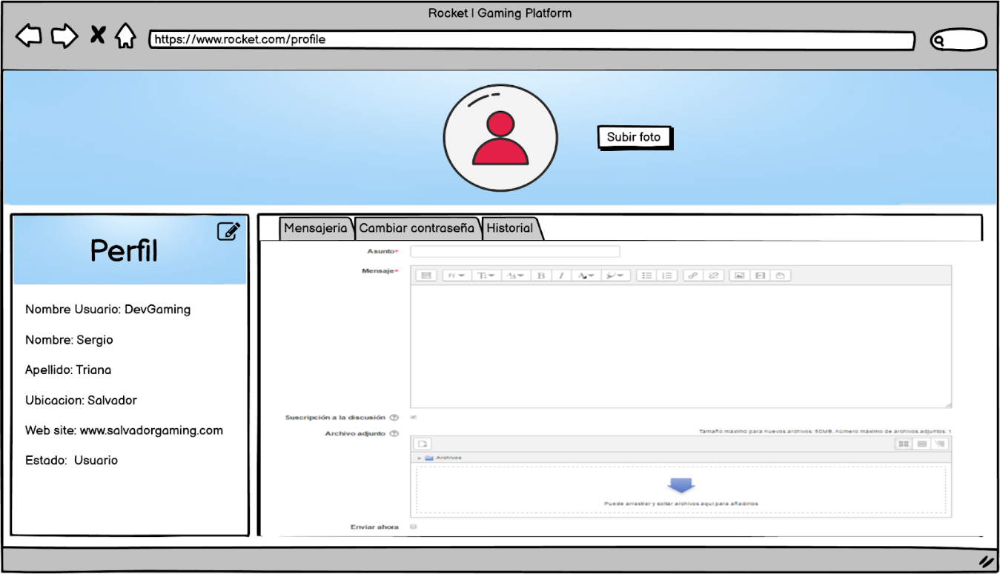 Rocket | Gaming Platform
https://www.rocket.com/profile
Subir foto
Perfil
Nombre Usuario: DevGaming
Nombre: Sergio
Apellido: Triana
Ubicacion: Salvador
Web site: www.salvadorgaming.com
Estado: Usuario
Mensajeria Cambiar contraseña Historial
Asunto*
Mensaje*
Suscripción a la discusión
Archivo adjunto
Tamaño máximo para nuevos archivos: 50MB, número máximo de archivos adjuntos: 1
Archivos
Puede arrastrar y soltar archivos aquí para añadirlos
Enviar ahora